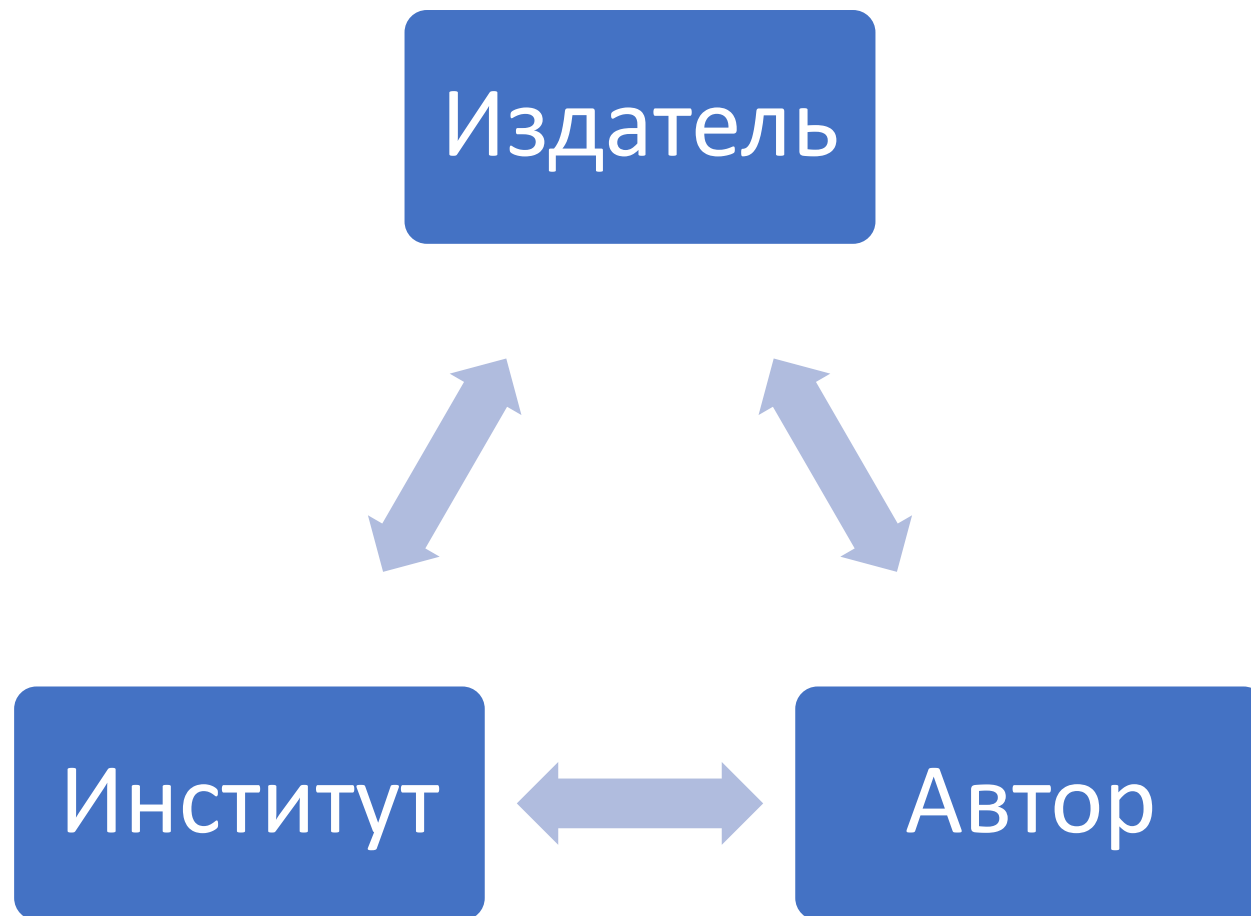 Издатель
Институт
Автор